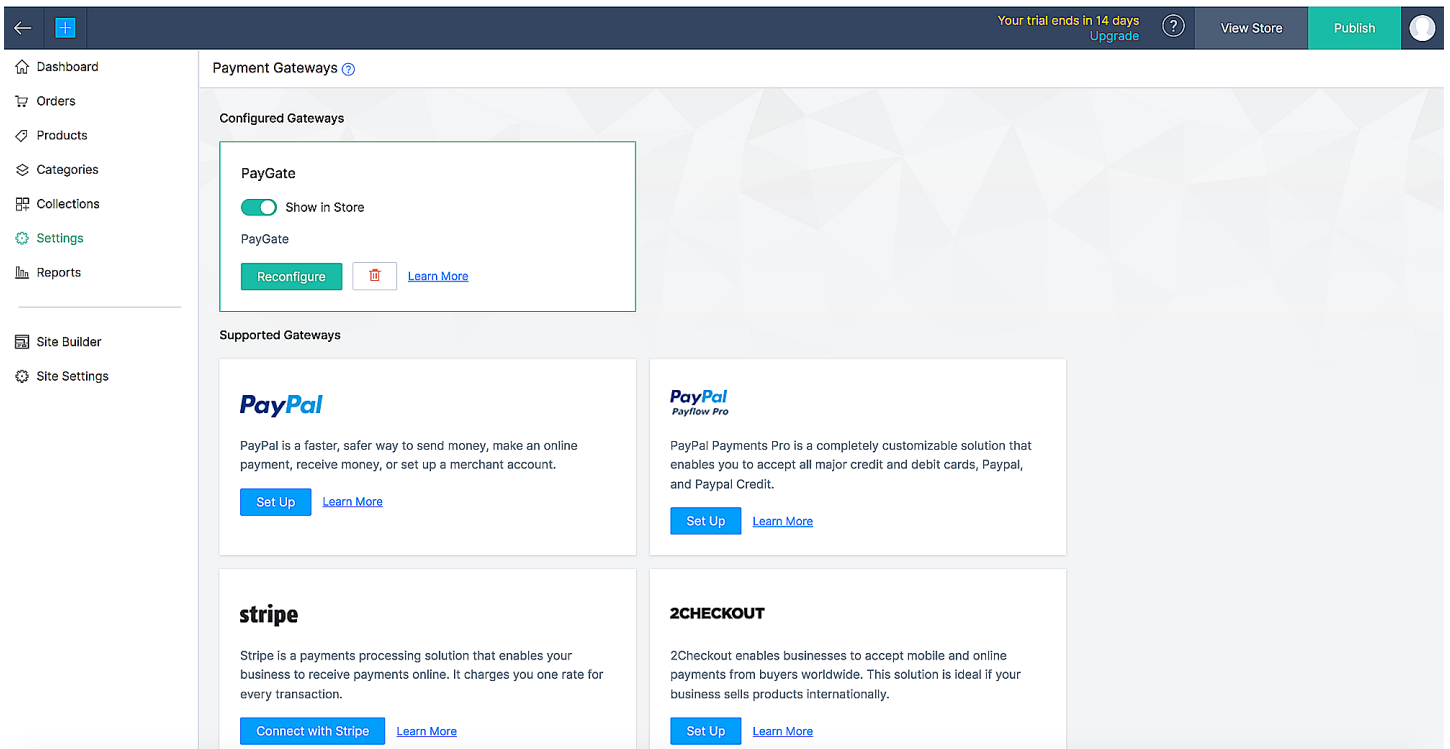 Your trial ends in 14 days
Upgrade
?
View Store
Publish
Dashboard
Orders
Products
Categories
Collections
Settings
Reports
Site Builder
Site Settings
Payment Gateways ?
Configured Gateways
PayGate
Show in Store
PayGate
Reconfigure
Learn More
Supported Gateways
PayPal
PayPal is a faster, safer way to send money, make an online
payment, receive money, or set up a merchant account.
Set Up Learn More
PayPal
Payflow Pro
PayPal Payments Pro is a completely customizable solution that
enables you to accept all major credit and debit cards, Paypal,
and Paypal Credit.
Set Up Learn More
stripe
Stripe is a payments processing solution that enables your
business to receive payments online. It charges you one rate for
every transaction.
Connect with Stripe Learn More
2CHECKOUT
2Checkout enables businesses to accept mobile and online
payments from buyers worldwide. This solution is ideal if your
business sells products internationally.
Set Up Learn More